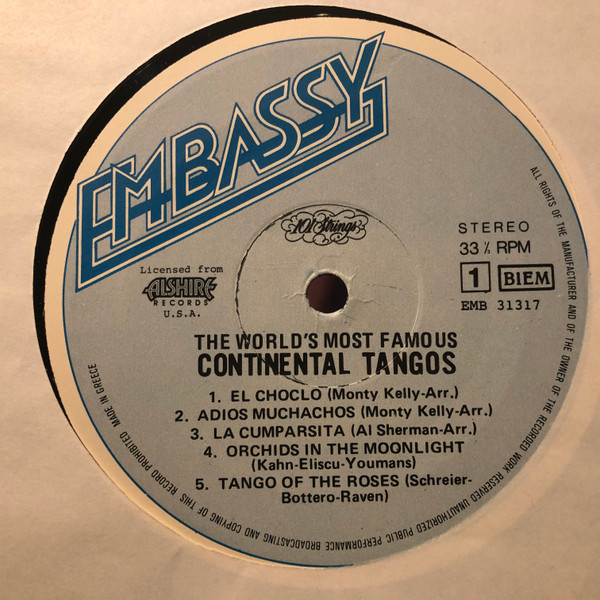 EMBASSY
101 Strings
STEREO
33⅓ RPM
Licensed from
ALSHIRE
RECORDS
U.S.A.
1 BIEM
EMB 31317
THE WORLD'S MOST FAMOUS
CONTINENTAL TANGOS
1. EL CHOCLO (Monty Kelly-Arr.)
2. ADIOS MUCHACHOS (Monty Kelly-Arr.)
3. LA CUMPARSITA (Al Sherman-Arr.)
4. ORCHIDS IN THE MOONLIGHT
(Kahn-Eliscu-Youmans)
5. TANGO OF THE ROSES (Schreier-
Bottero-Raven)
ALL RIGHTS OF THE MANUFACTURER AND OF THE OWNER OF THE RECORDED WORK RESERVED UNAUTHORIZED PUBLIC PERFORMANCE BROADCASTING AND COPYING OF THIS RECORD PROHIBITED MADE IN GREECE